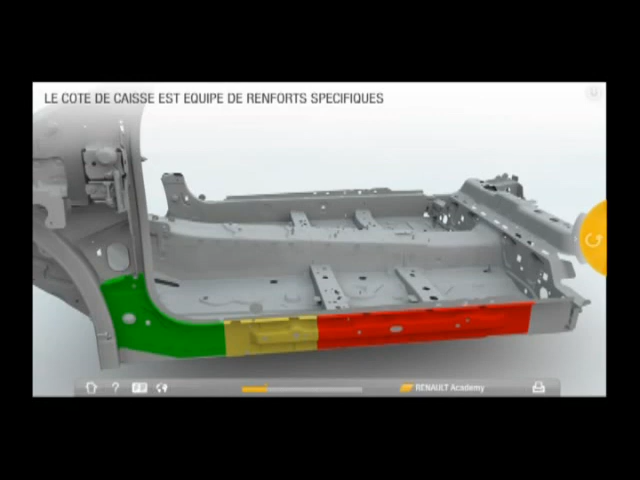 LE COTE DE CAISSE EST EQUIPE DE RENFORTS SPECIFIQUES
?
RENAULT Academy